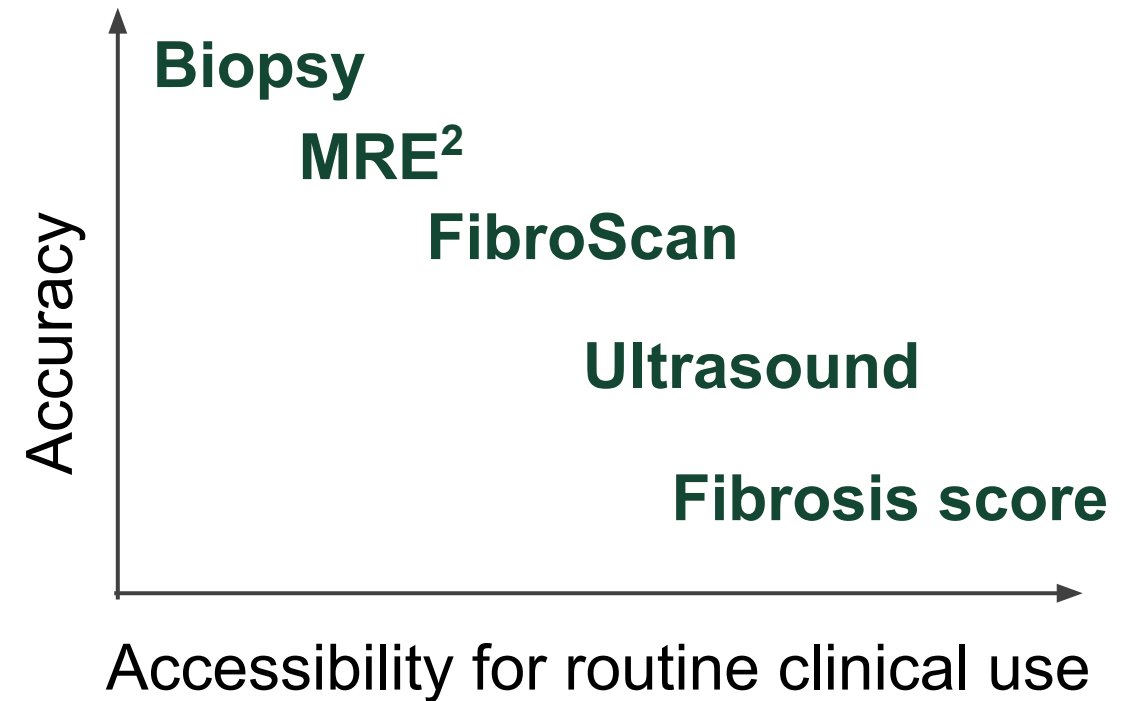 Biopsy
MRE²
FibroScan
Ultrasound
Fibrosis score
Accuracy
Accessibility for routine clinical use